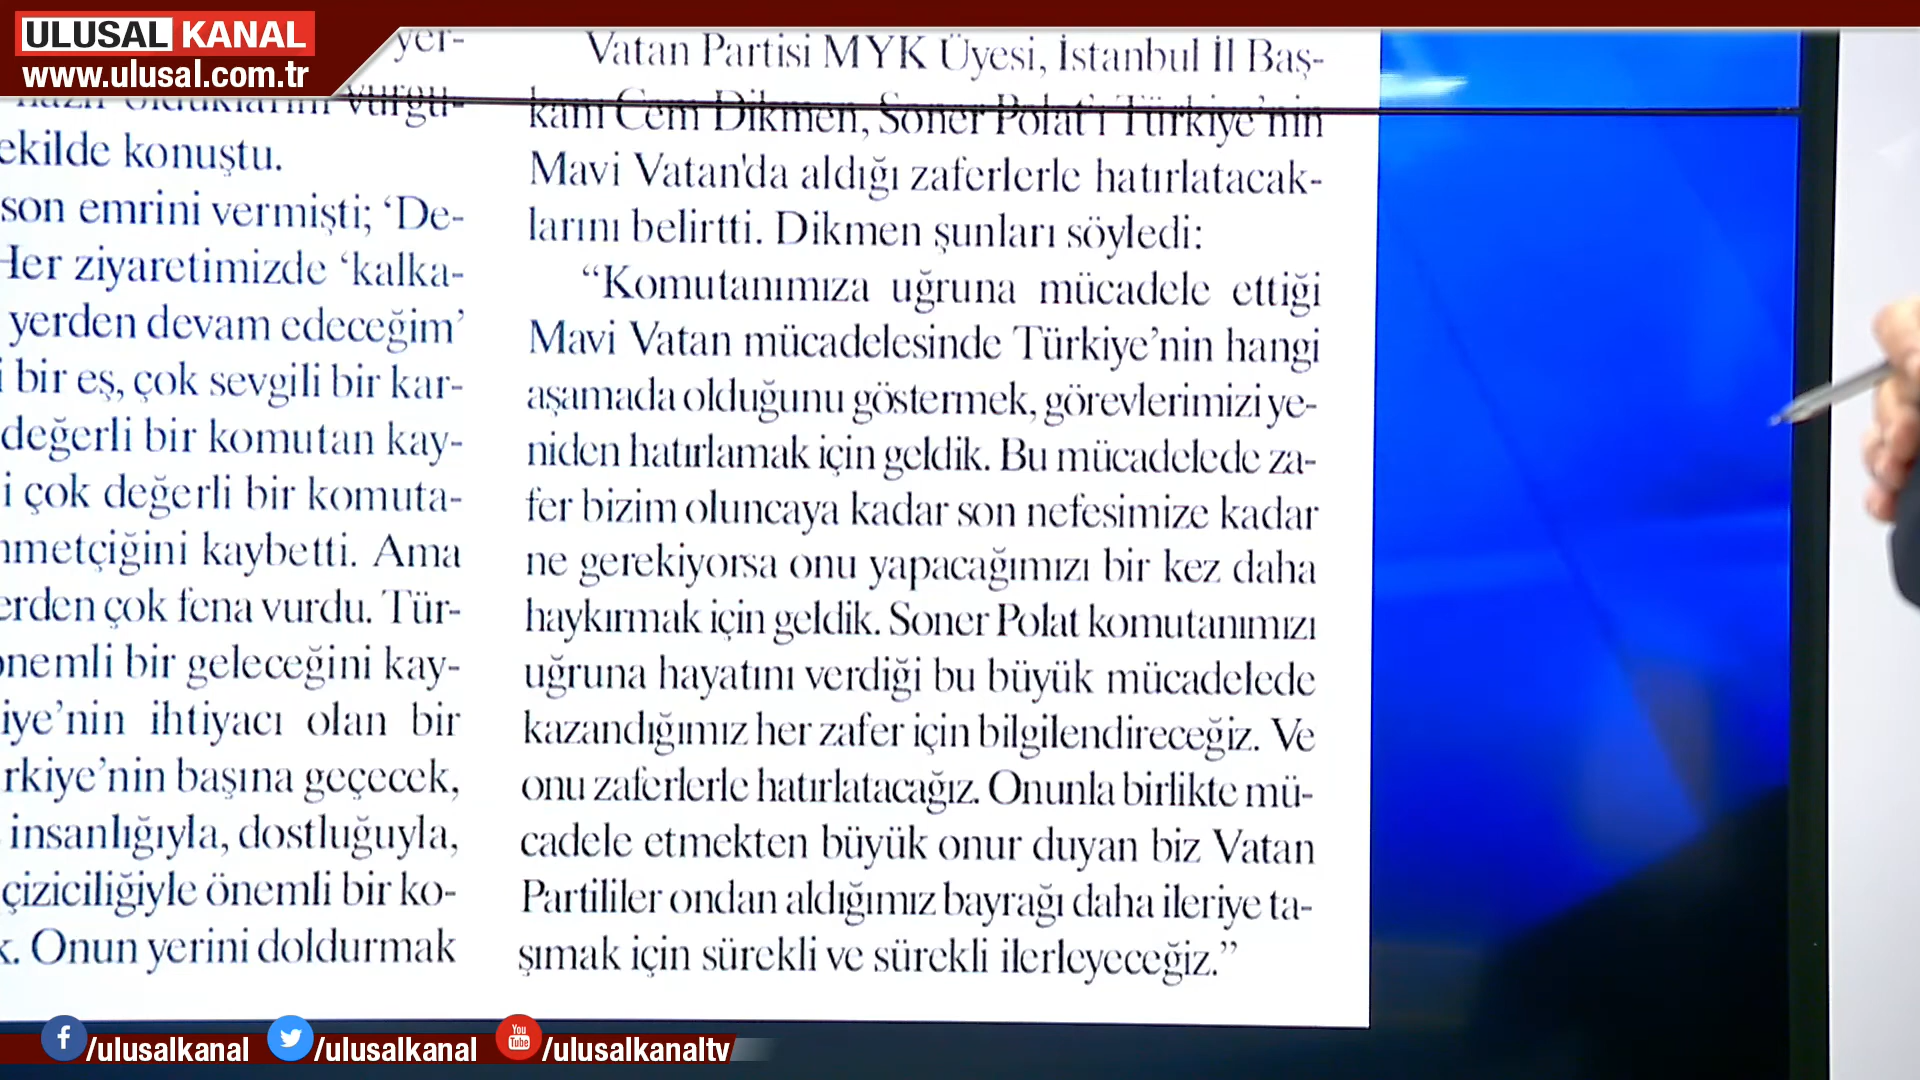 ULUSAL KANAL
www.ulusal.com.tr
yer-
hazır olduklarını vurgu-
ekilde konuştu.
son emrini vermişti; ‘De-
Her ziyaretimizde ‘kalka-
yerden devam edeceğim’
i bir eş, çok sevgili bir kar-
değerli bir komutan kay-
i çok değerli bir komuta-
hmetçiğini kaybetti. Ama
erden çok fena vurdu. Tür-
önemli bir geleceğini kay-
iye’nin ihtiyacı olan bir
rkiye’nin başına geçecek,
insanlığıyla, dostluğuyla,
çiziciliğiyle önemli bir ko-
k. Onun yerini doldurmak
Vatan Partisi MYK Üyesi, İstanbul İl Baş-
kanı Cem Dikmen, Soner Polat’ı Türkiye’nin
Mavi Vatan'da aldığı zaferlerle hatırlatacak-
larını belirtti. Dikmen şunları söyledi:
“Komutanımıza uğruna mücadele ettiği
Mavi Vatan mücadelesinde Türkiye’nin hangi
aşamada olduğunu göstermek, görevlerimizi ye-
niden hatırlamak için geldik. Bu mücadelede za-
fer bizim oluncaya kadar son nefesimize kadar
ne gerekiyorsa onu yapacağımızı bir kez daha
haykırmak için geldik. Soner Polat komutanımızı
uğruna hayatını verdiği bu büyük mücadelede
kazandığımız her zafer için bilgilendireceğiz. Ve
onu zaferlerle hatırlatacağız. Onunla birlikte mü-
cadele etmekten büyük onur duyan biz Vatan
Partililer ondan aldığımız bayrağı daha ileriye ta-
şımak için sürekli ve sürekli ilerleyeceğiz.”
/ulusalkanal
/ulusalkanal
You Tube /ulusalkanaltv